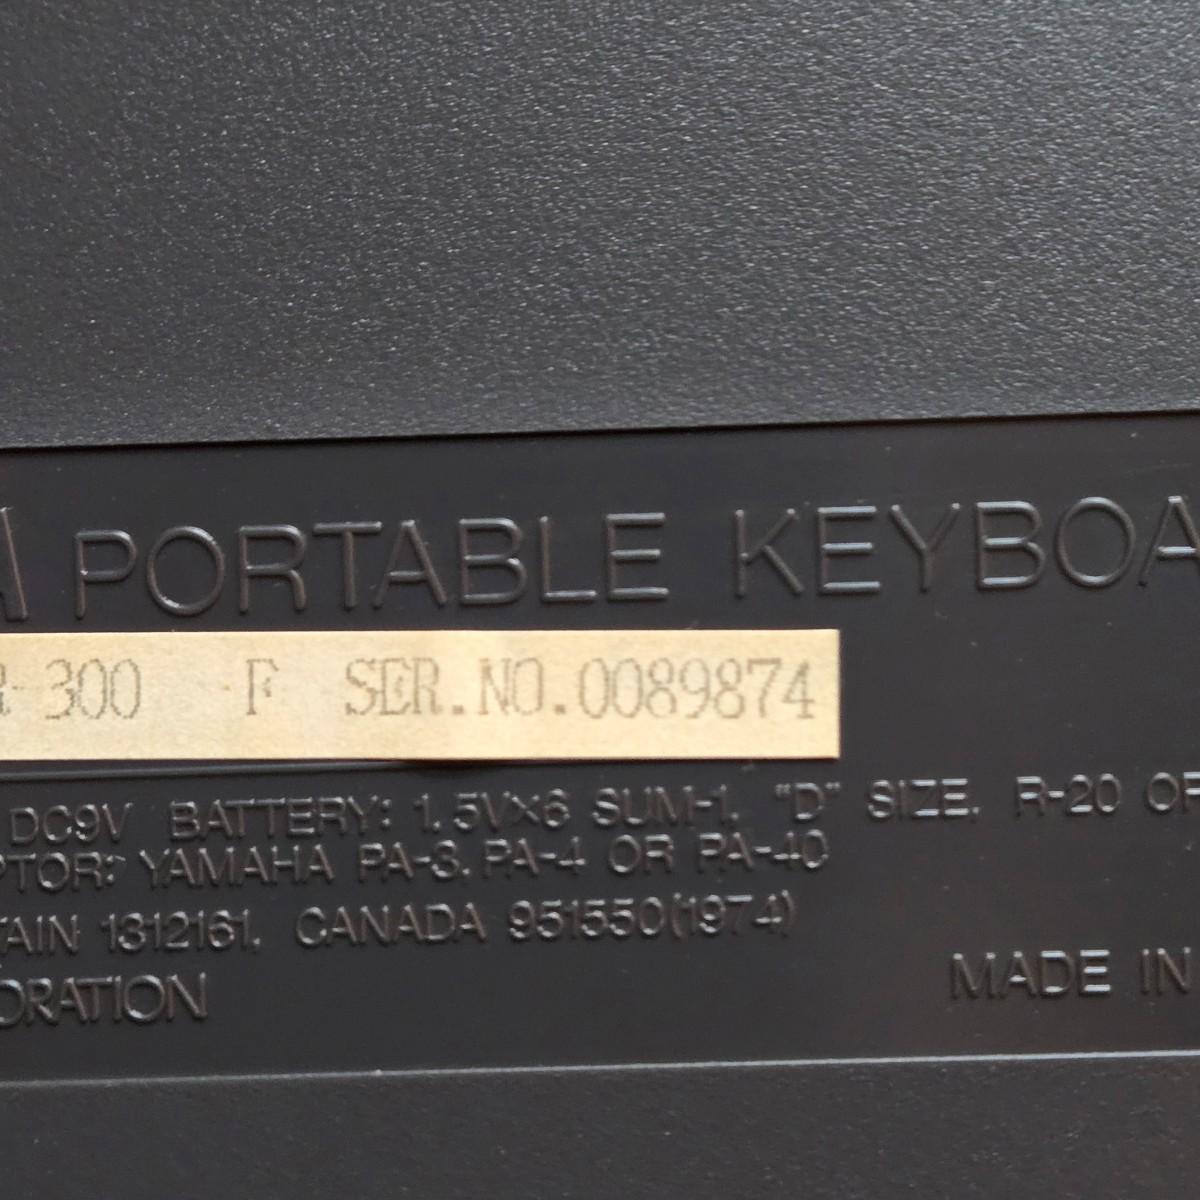 A PORTABLE KEYBOA
R-300 F SER.NO.0089874
DC9V BATTERY: 1.5V×6 SUM-1, "D" SIZE, R-20 OR
PTOR: YAMAHA PA-3, PA-4 OR PA-40
TAIN 1312161, CANADA 951550(1974)
ORATION
MADE IN